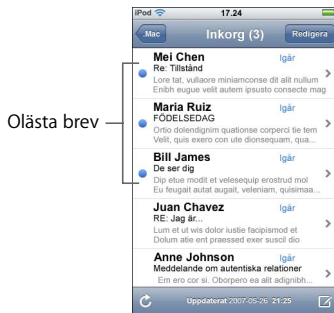 iPod 17.24
.Mac Inkorg (3) Redigera
Mei Chen Igår
Re: Tillstånd
Lore tat, vullaore miniamconse dit alit nullum
Enibh eugue velit autem ipsusto consecte mag
Olästa brev
Maria Ruiz Igår
FÖDELSEDAG
Ortio dolendignim quationse corperci tie tem
Velit, quis exero con ute dionsequam, qua...
Bill James Igår
De ser dig
Dip etue modit et velesequip erostrud mol
Eu feugait autat augait, veleniam, quisimaa...
Juan Chavez Igår
RE: Jag är...
Lum et ut wis dolor iustie facipismod et
Dolum atie ent praessed exer suscil dio
Anne Johnson Igår
Meddelande om autentiska relationer
Em ero cor si. Oborpero ea alit adignibh...
Uppdaterat 2007-05-26 21:25